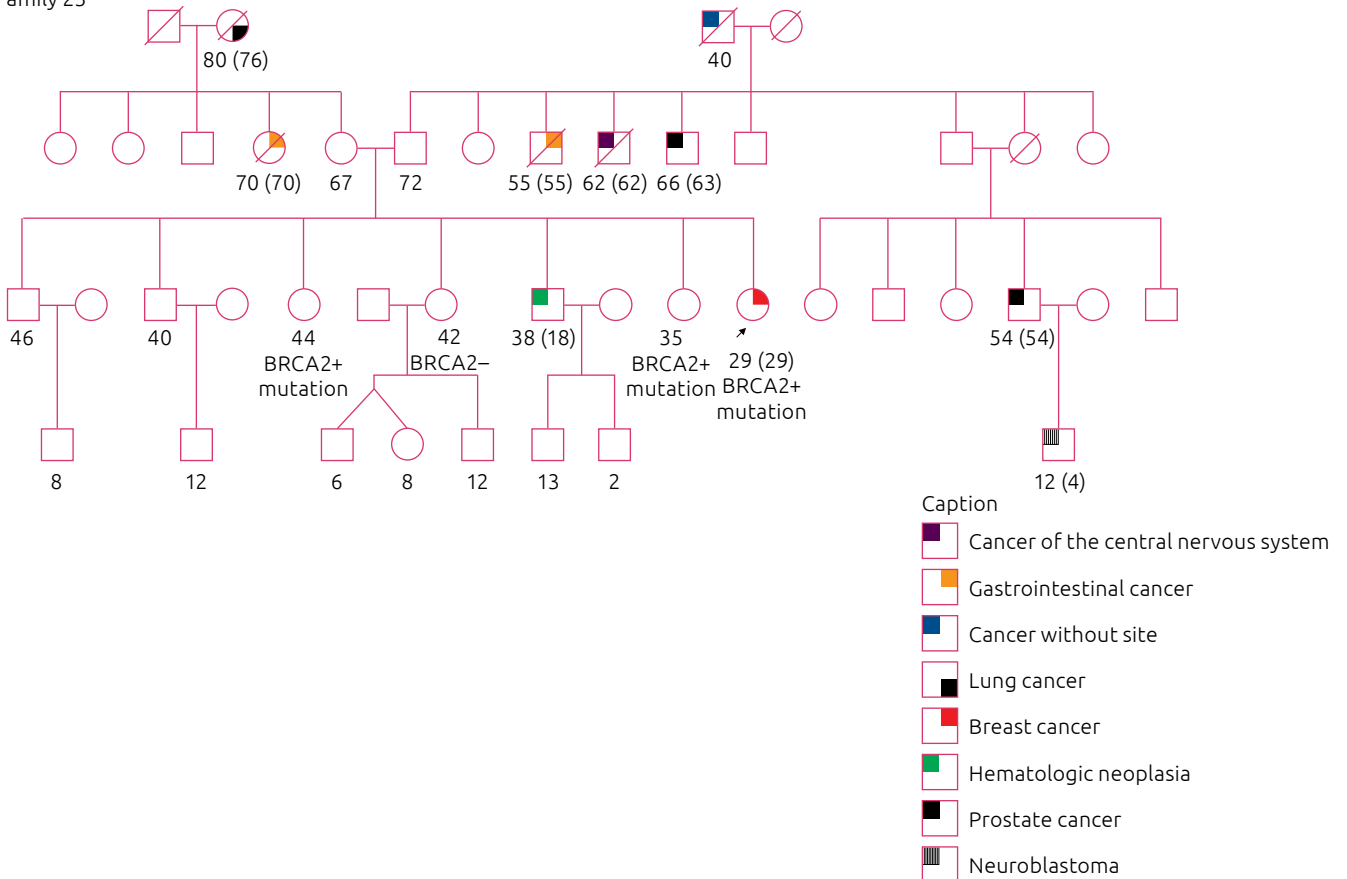 80 (76)
40
70 (70)
67
72
55 (55)
62 (62)
66 (63)
46
40
44
BRCA2+
mutation
42
BRCA2–
38 (18)
35
BRCA2+
mutation
29 (29)
BRCA2+
mutation
54 (54)
8
12
6
8
12
13
2
12 (4)
Caption
Cancer of the central nervous system
Gastrointestinal cancer
Cancer without site
Lung cancer
Breast cancer
Hematologic neoplasia
Prostate cancer
Neuroblastoma